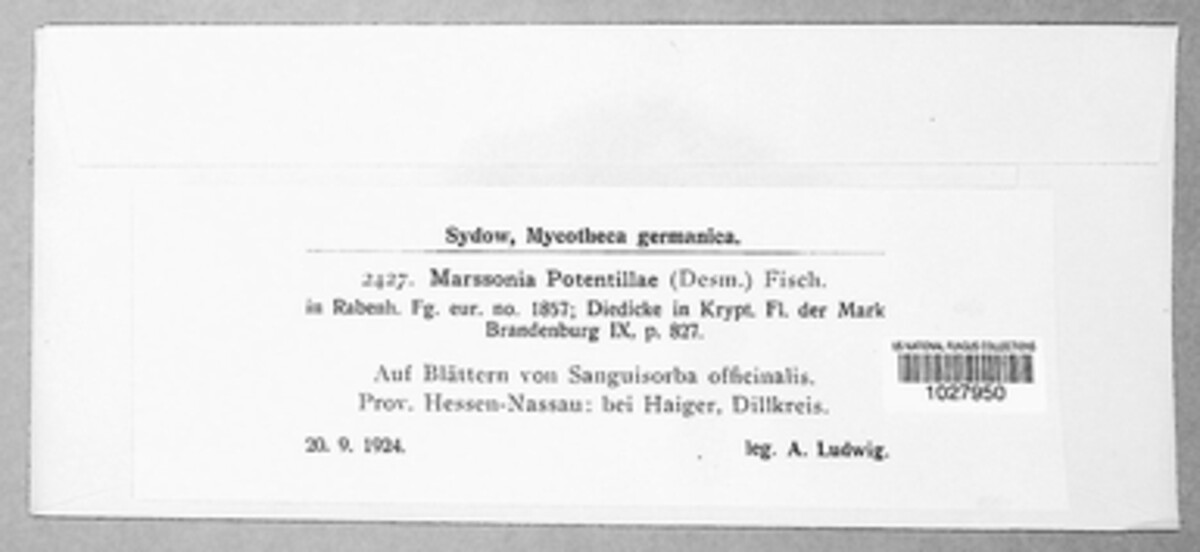 Sydow, Mycotheca germanica.
2427. Marssonia Potentillae (Desm.) Fisch.
in Rabenh. Fg. eur. no. 1857; Diedicke in Krypt. Fl. der Mark
Brandenburg IX, p. 827.
Auf Blättern von Sanguisorba officinalis.
Prov. Hessen-Nassau: bei Haiger, Dillkreis.
20. 9. 1924. leg. A. Ludwig.
US NATIONAL FUNGUS COLLECTIONS
1027950